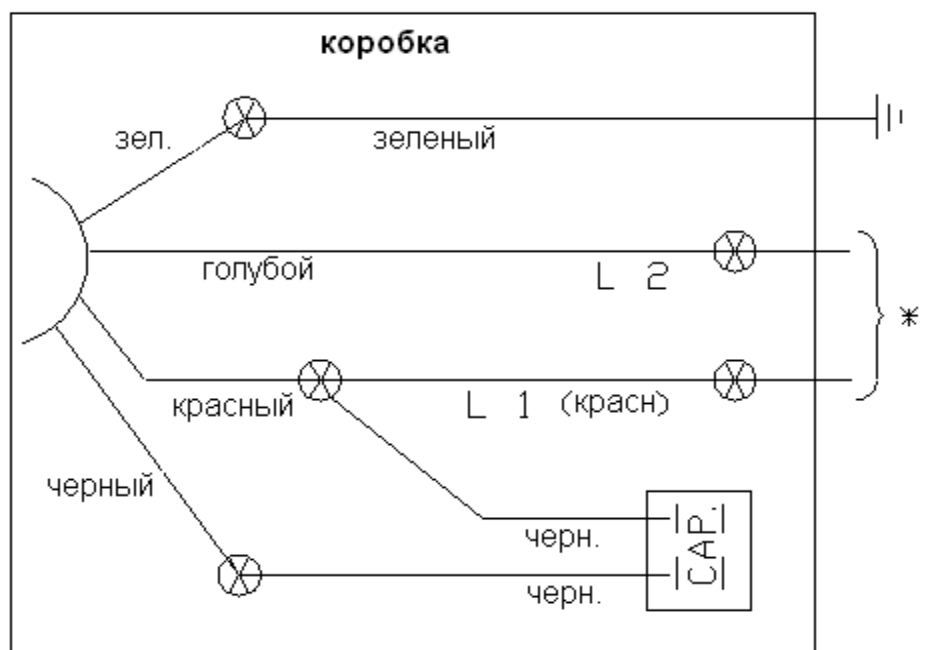 коробка
зел.
зеленый
голубой
L 2
*
красный
L 1 (красн)
черный
черн.
CAP.
черн.